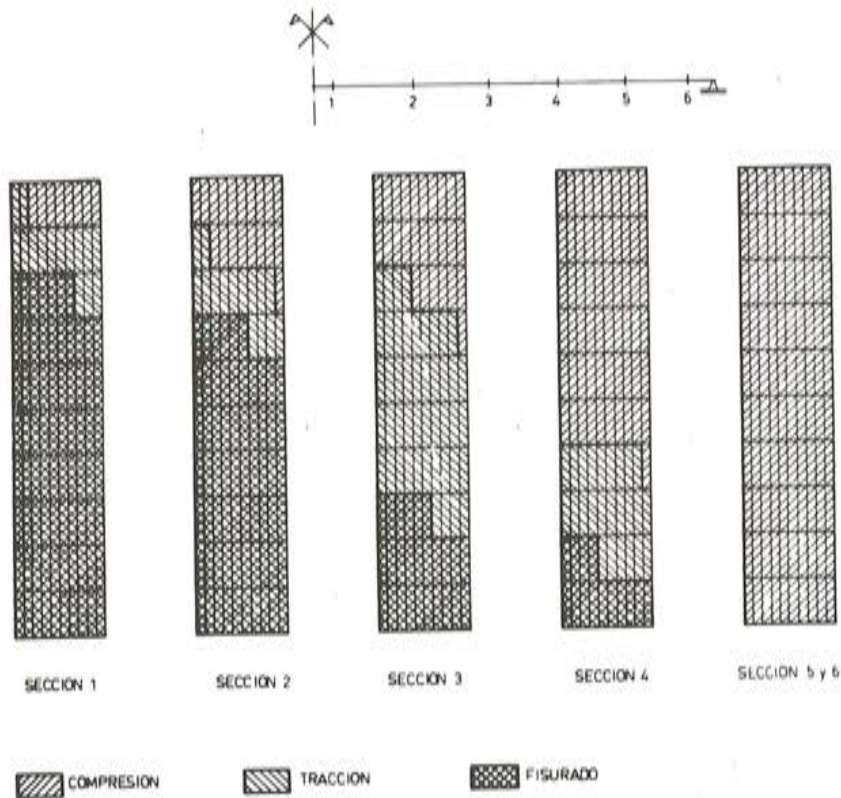 1 2 3 4 5 6
SECCION 1 SECCION 2 SECCION 3 SECCION 4 SECCION 5 y 6
COMPRESION TRACCION FISURADO